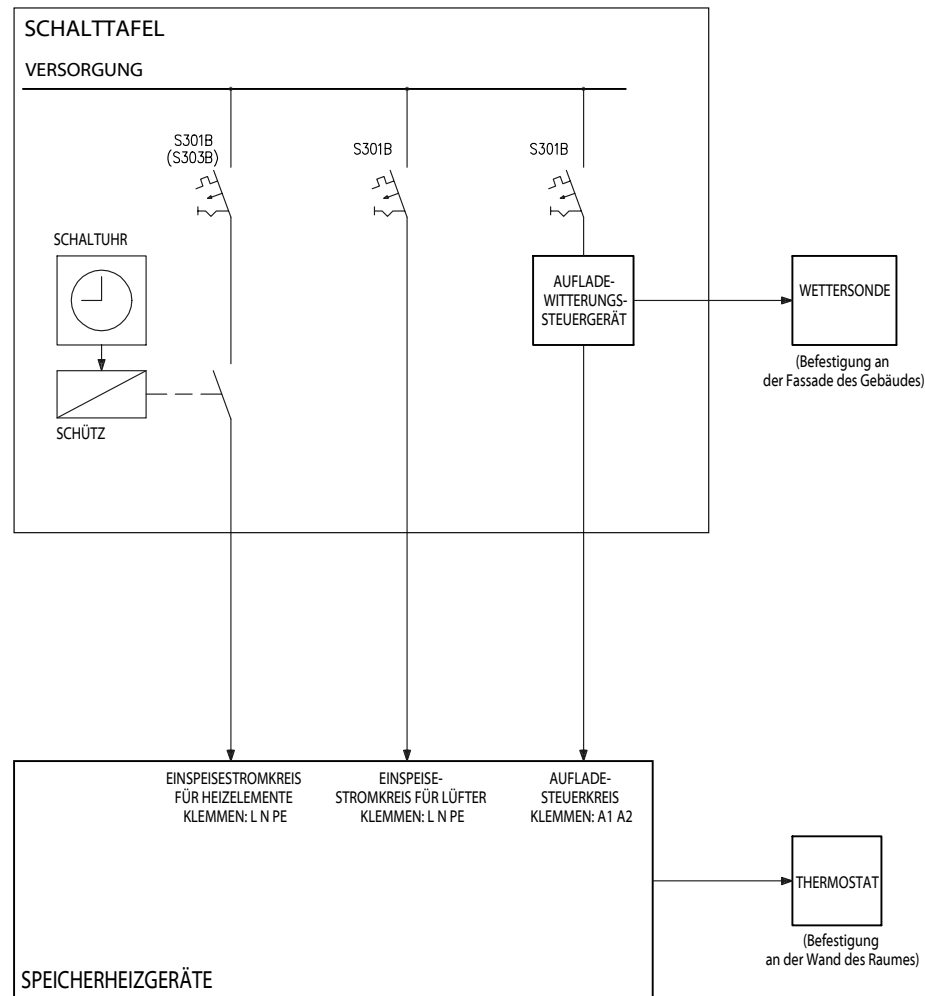 SCHALTTAFEL
VERSORGUNG
S301B
(S303B)
S301B
S301B
SCHALTUHR
SCHÜTZ
AUFLADE-
WITTERUNGS-
STEUERGERÄT
WETTERSONDE
(Befestigung an
der Fassade des Gebäudes)
EINSPEISESTROMKREIS
FÜR HEIZELEMENTE
KLEMMEN: L N PE
EINSPEISE-
STROMKREIS FÜR LÜFTER
KLEMMEN: L N PE
AUFLADE-
STEUERKREIS
KLEMMEN: A1 A2
THERMOSTAT
(Befestigung
an der Wand des Raumes)
SPEICHERHEIZGERÄTE